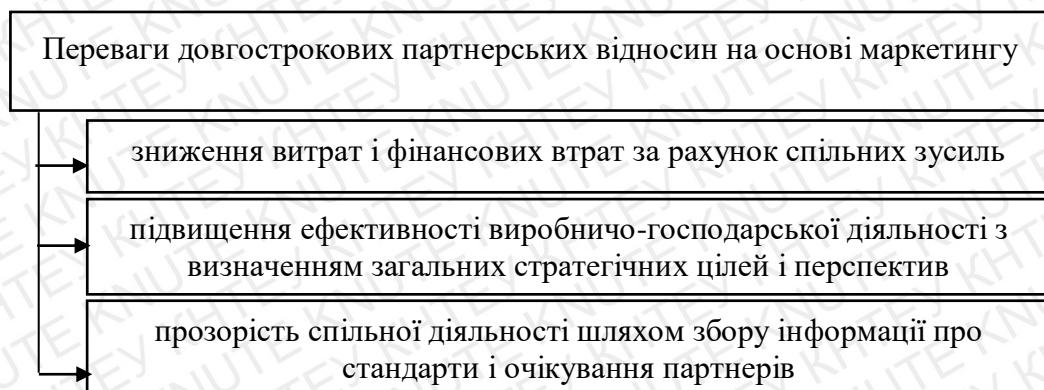 Переваги довгострокових партнерських відносин на основі маркетингу
зниження витрат і фінансових втрат за рахунок спільних зусиль
підвищення ефективності виробничо-господарської діяльності з
визначенням загальних стратегічних цілей і перспектив
прозорість спільної діяльності шляхом збору інформації про
стандарти і очікування партнерів